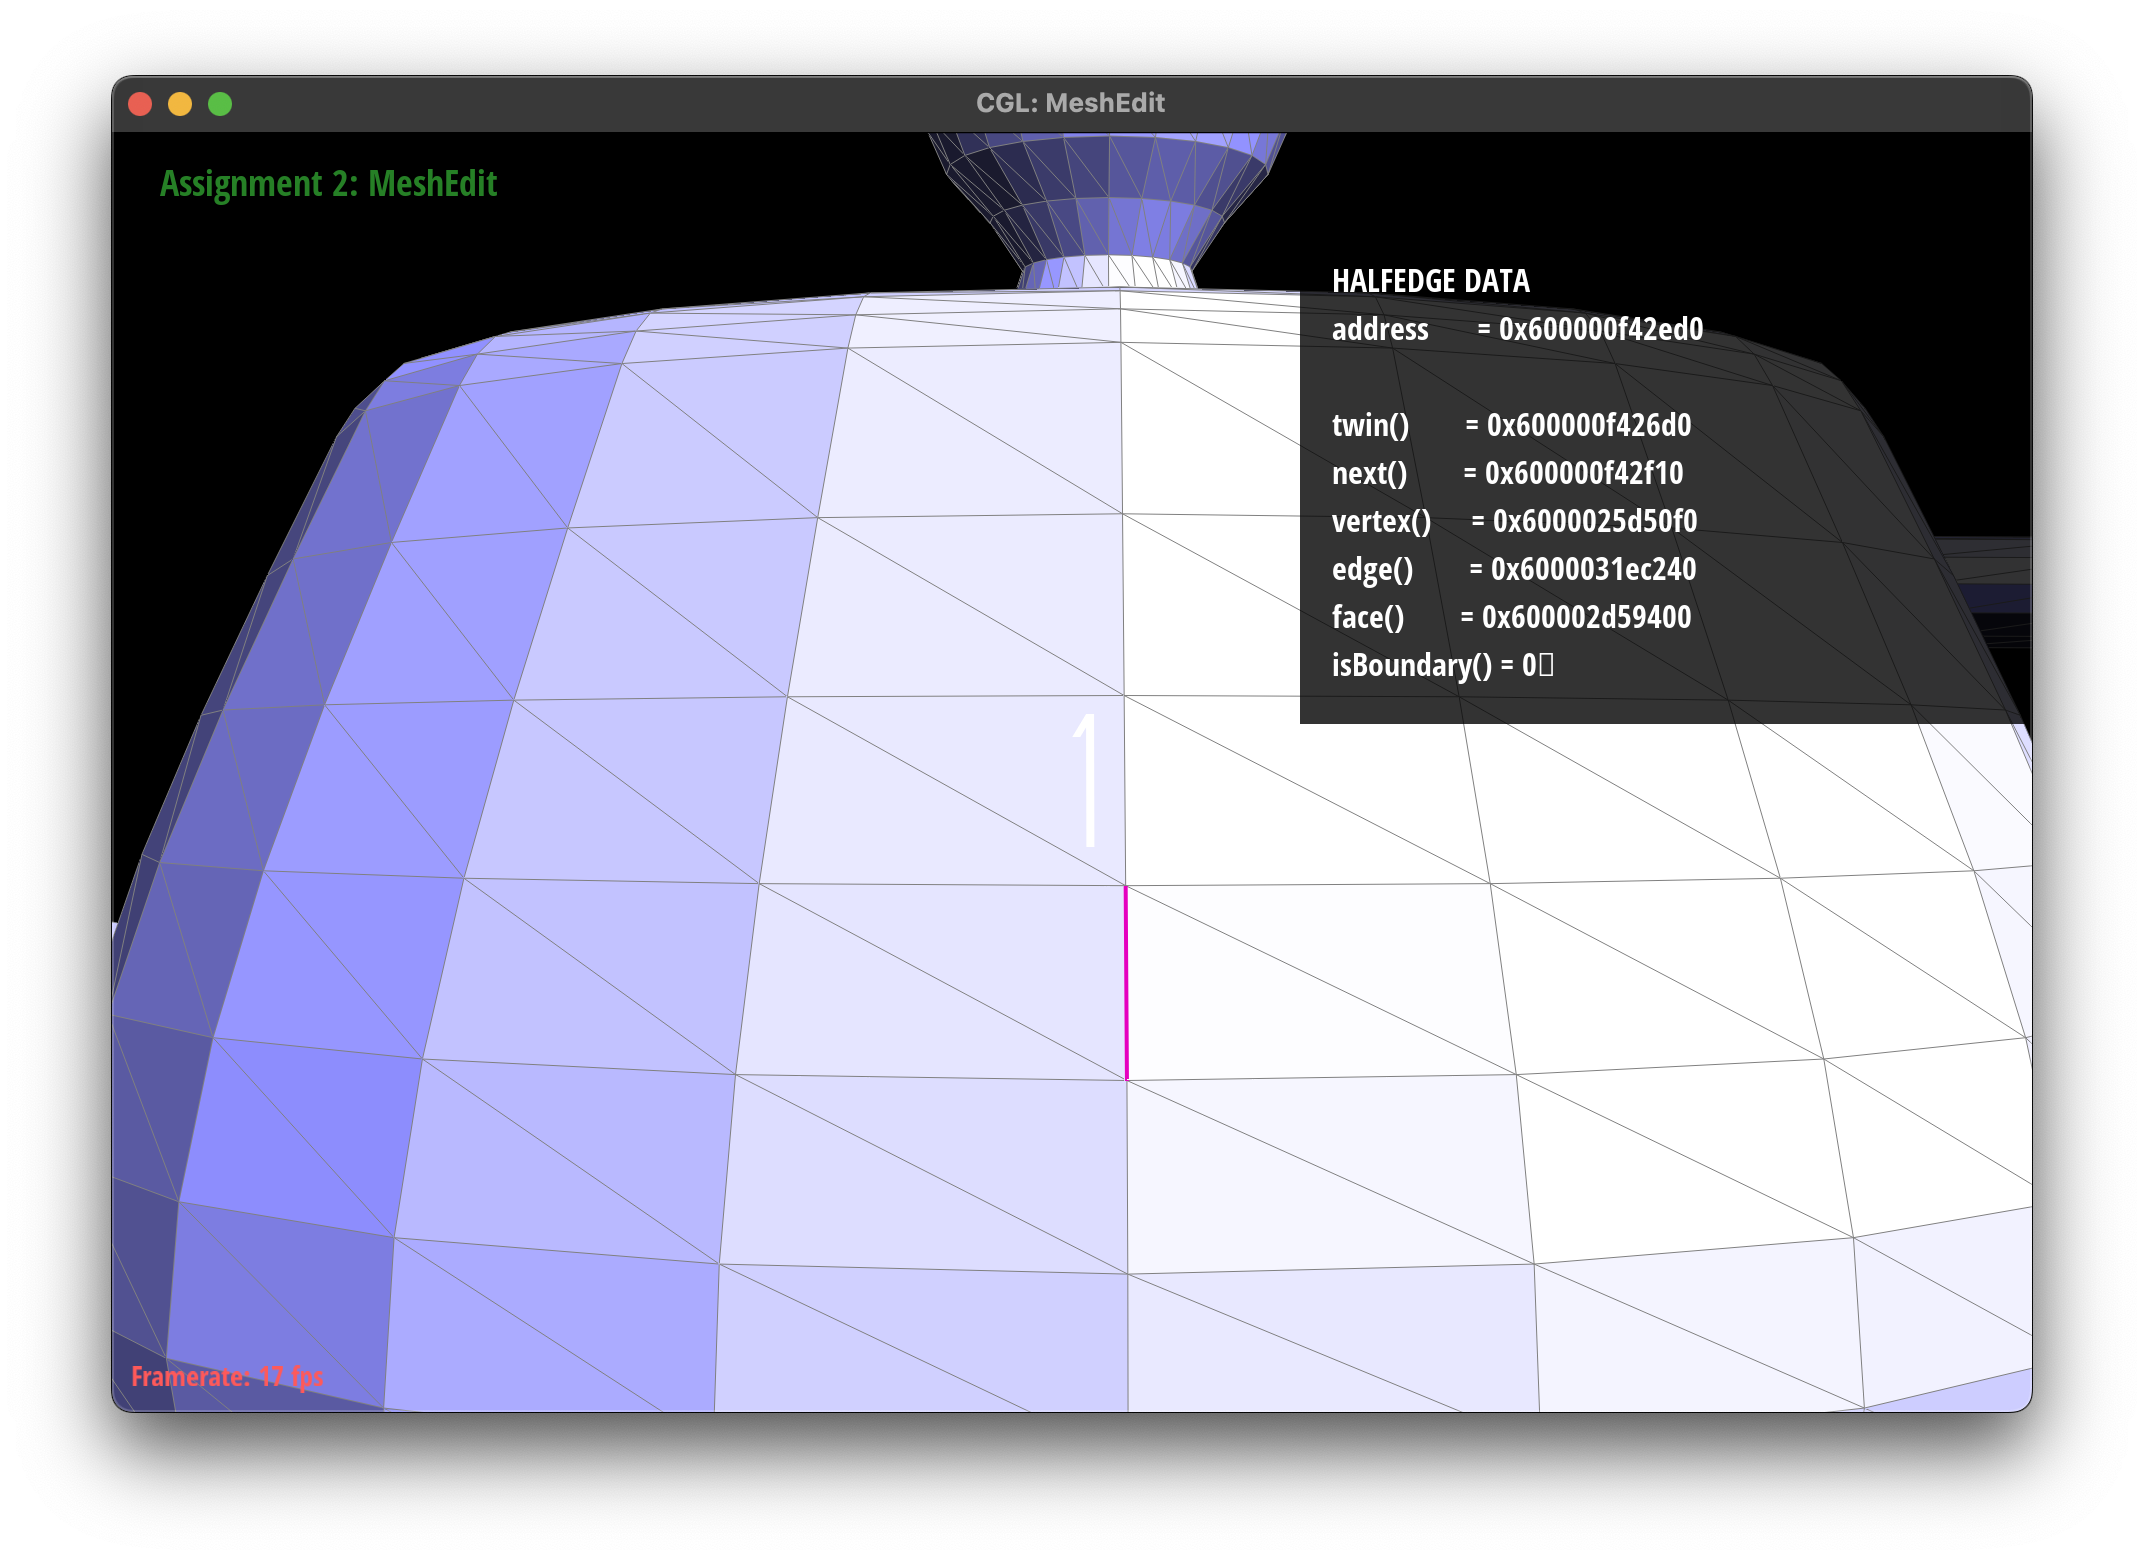 CGL: MeshEdit
Assignment 2: MeshEdit
HALFEDGE DATA
address = 0x600000f42ed0
twin() = 0x600000f426d0
next() = 0x600000f42f10
vertex() = 0x6000025d50f0
edge() = 0x6000031ec240
face() = 0x600002d59400
isBoundary() = 0
1
Framerate: 17 fps